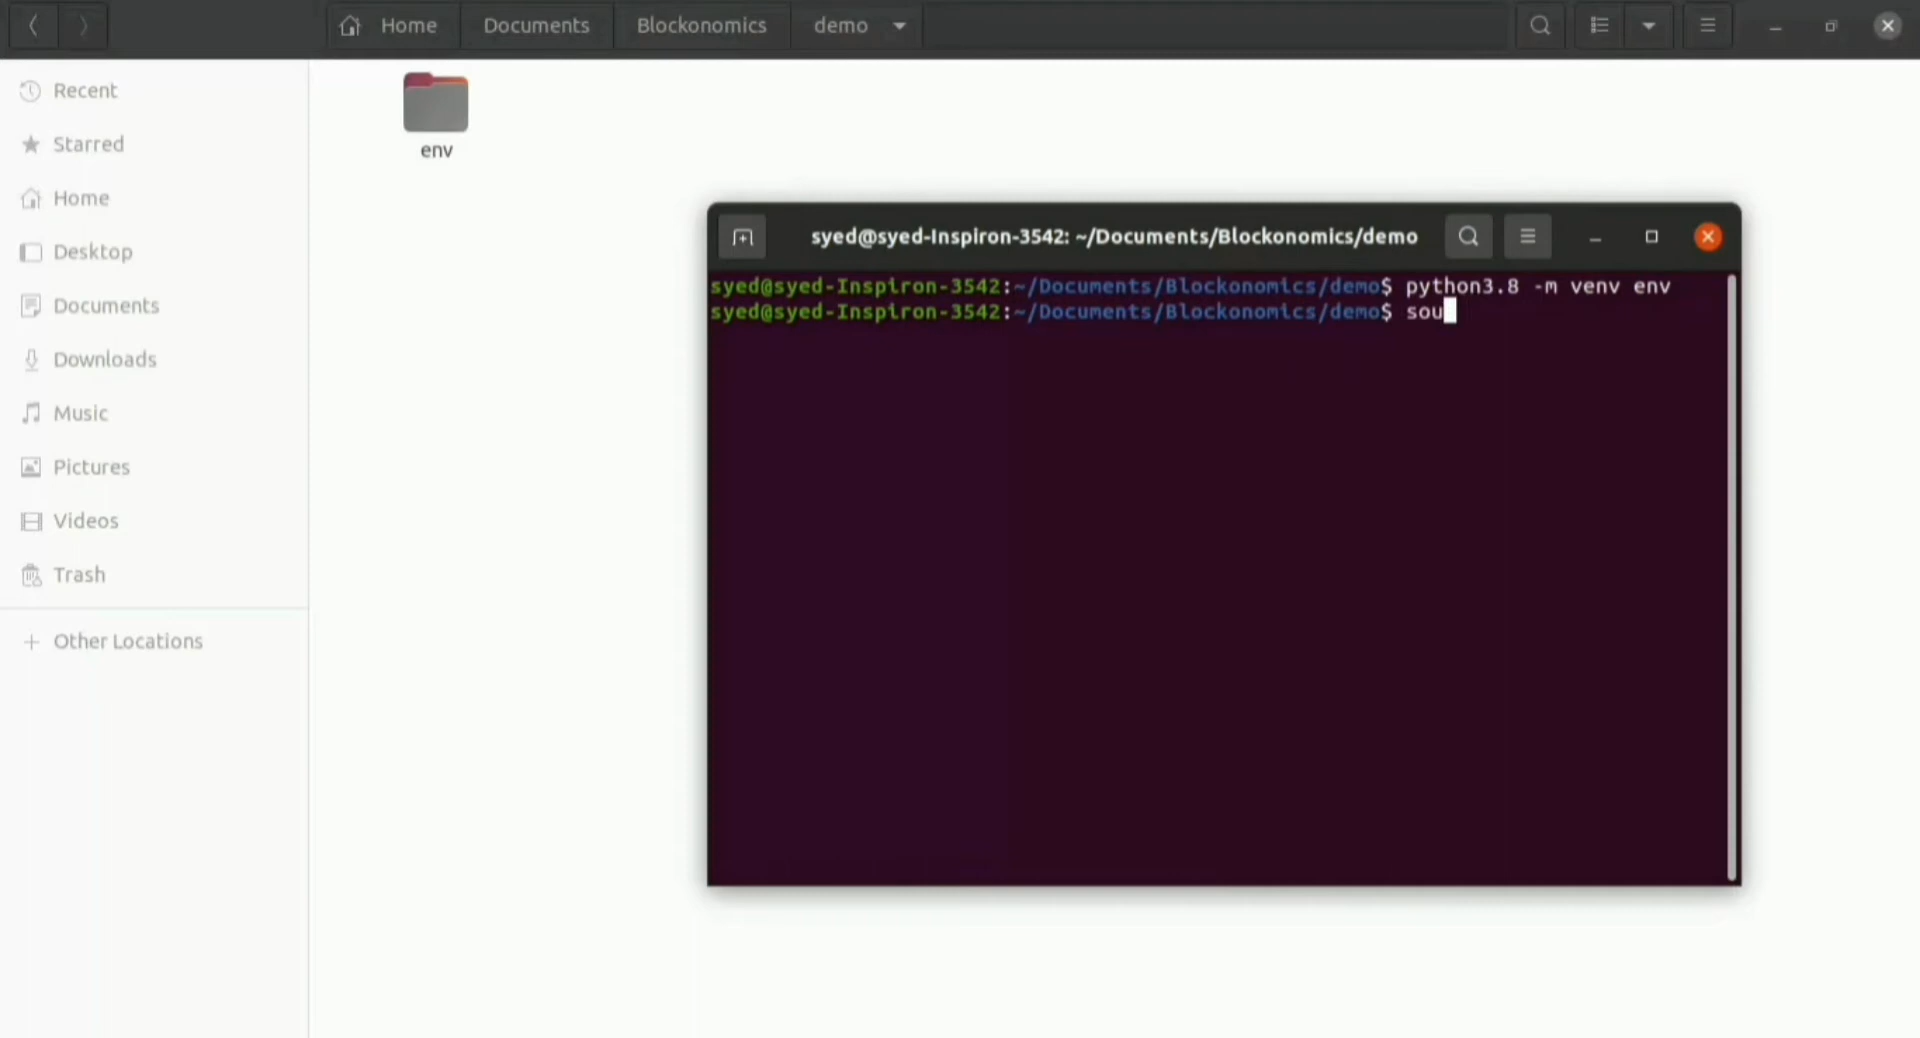 Home Documents Blockonomics demo
Recent
Starred
Home
Desktop
Documents
Downloads
Music
Pictures
Videos
Trash
Other Locations
env
syed@syed-Inspiron-3542: ~/Documents/Blockonomics/demo
syed@syed-Inspiron-3542:~/Documents/Blockonomics/demo$ python3.8 -m venv env
syed@syed-Inspiron-3542:~/Documents/Blockonomics/demo$ sou